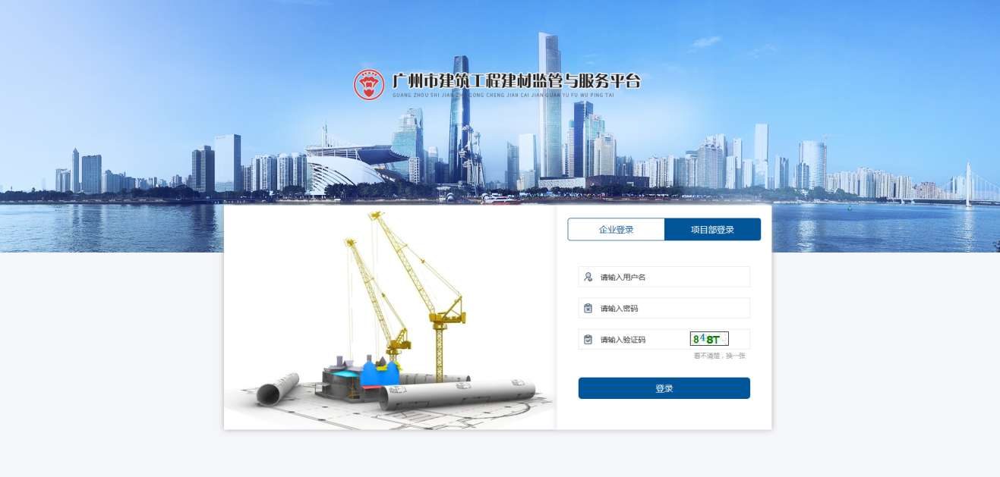 广州市建筑工程建材监管与服务平台
GUANG ZHOU SHI JIAN ZHU GONG CHENG JIAN CAI JIAN GUAN YU FU WU PING TAI
企业登录 项目部登录
请输入用户名
请输入密码
请输入验证码 848T
看不清楚，换一张
登录